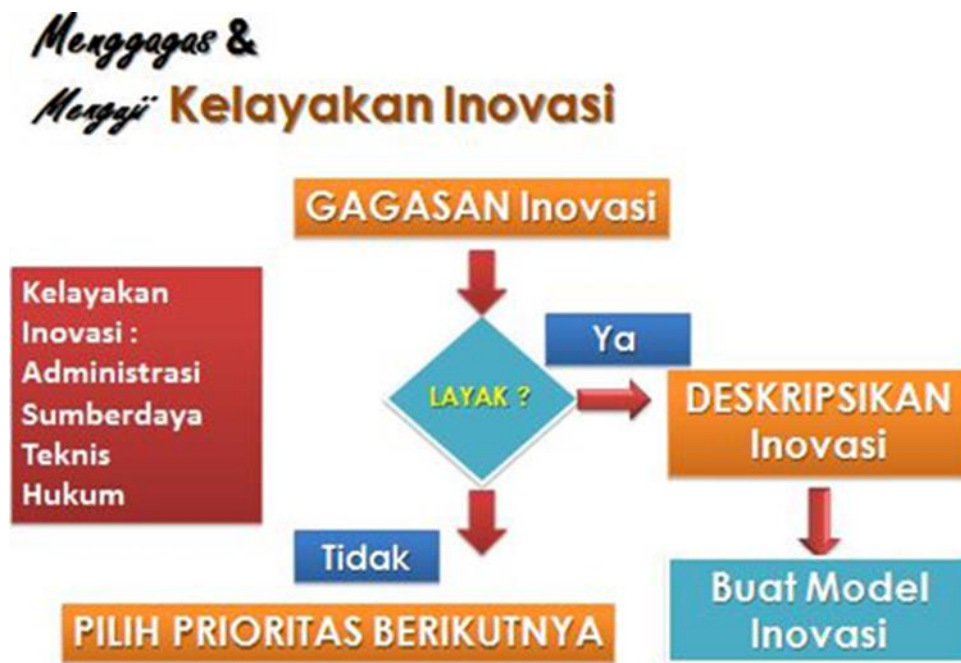 Menggagas &
Menguji Kelayakan Inovasi
GAGASAN Inovasi
Kelayakan
Inovasi :
Administrasi
Sumberdaya
Teknis
Hukum
LAYAK ?
Ya
DESKRIPSIKAN
Inovasi
Tidak
PILIH PRIORITAS BERIKUTNYA
Buat Model
Inovasi